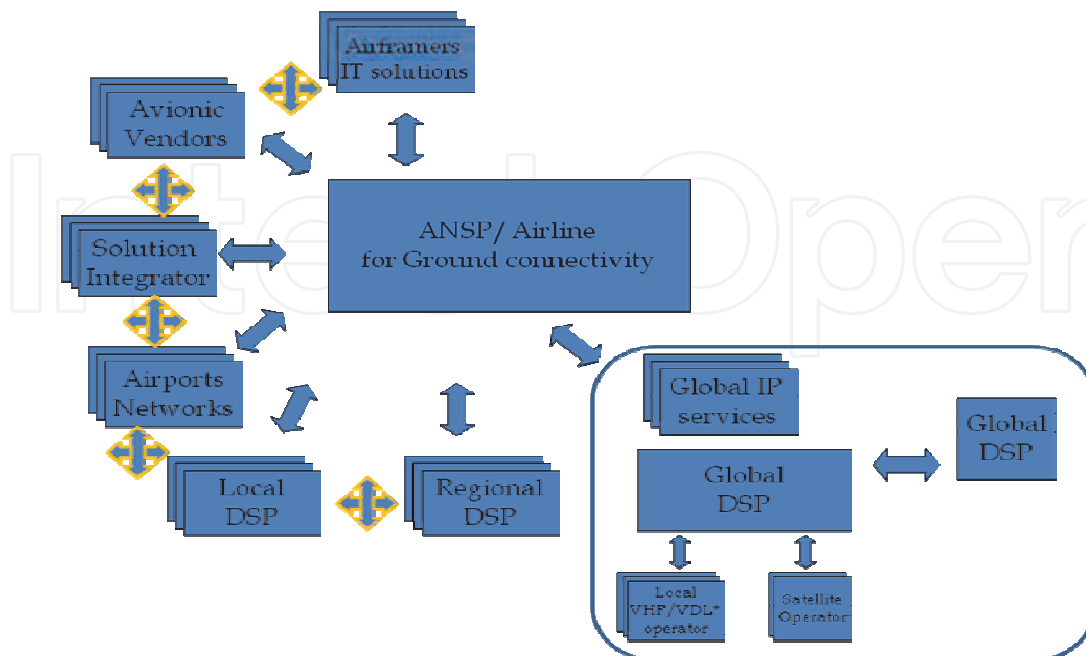 Airframers
IT solutions
Avionic
Vendors
ANSP/ Airline
for Ground connectivity
Solution
Integrator
Airports
Networks
Global IP
services
Global
DSP
Local
DSP
Regional
DSP
Global
DSP
Local
VHF/VDL*
operator
Satellite
Operator